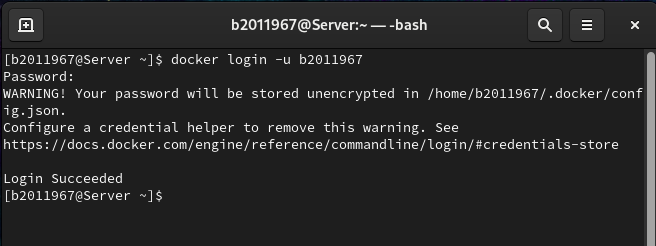 b2011967@Server:~ — -bash
[b2011967@Server ~]$ docker login -u b2011967
Password:
WARNING! Your password will be stored unencrypted in /home/b2011967/.docker/conf
ig.json.
Configure a credential helper to remove this warning. See
https://docs.docker.com/engine/reference/commandline/login/#credentials-store
Login Succeeded
[b2011967@Server ~]$